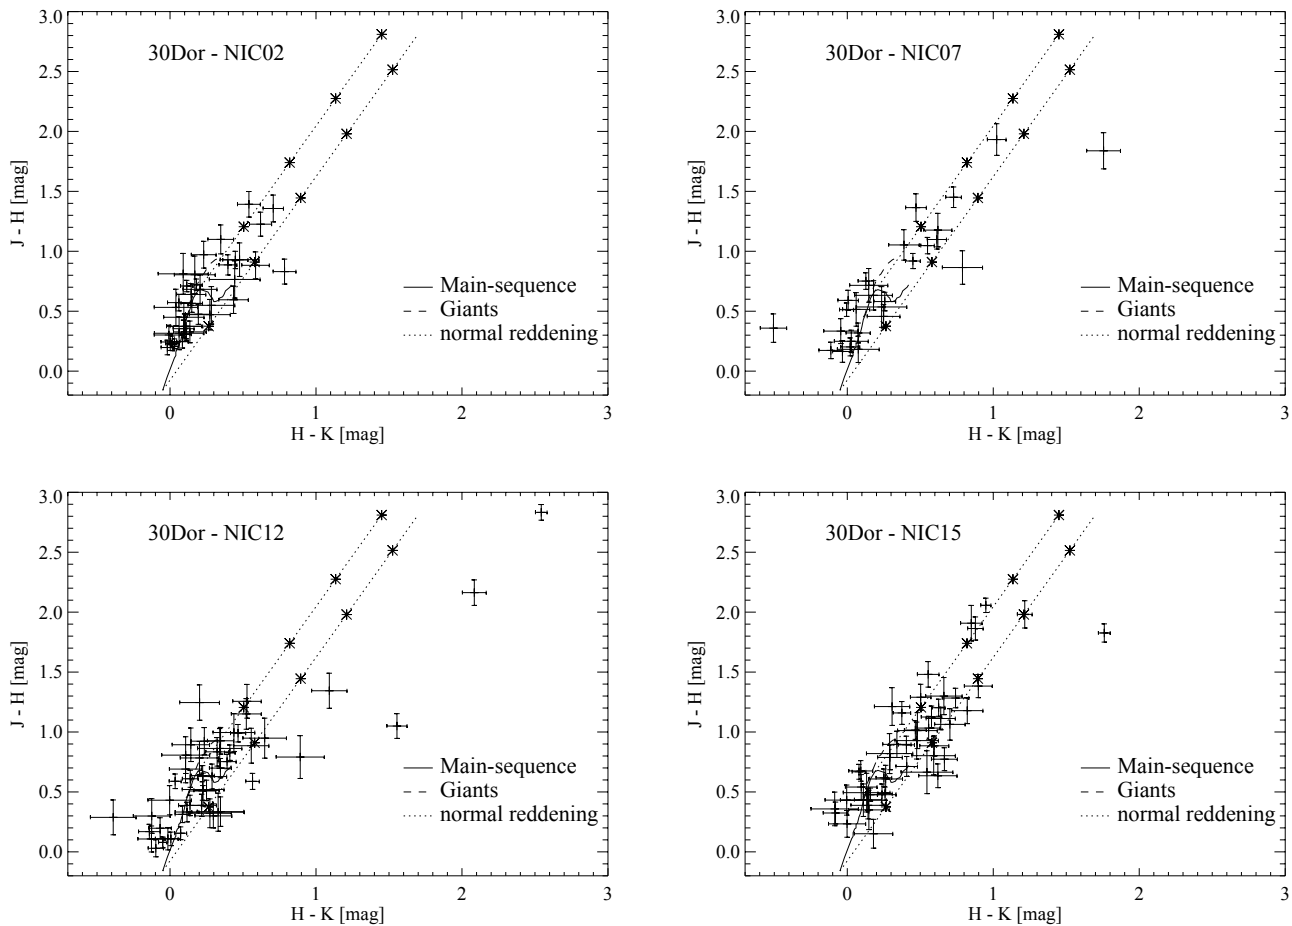 30Dor - NIC02
J - H [mag]
3.0
2.5
2.0
1.5
1.0
0.5
0.0
Main-sequence
Giants
normal reddening
0 1 2 3
H - K [mag]
30Dor - NIC07
J - H [mag]
3.0
2.5
2.0
1.5
1.0
0.5
0.0
Main-sequence
Giants
normal reddening
0 1 2 3
H - K [mag]
30Dor - NIC12
J - H [mag]
3.0
2.5
2.0
1.5
1.0
0.5
0.0
Main-sequence
Giants
normal reddening
0 1 2 3
H - K [mag]
30Dor - NIC15
J - H [mag]
3.0
2.5
2.0
1.5
1.0
0.5
0.0
Main-sequence
Giants
normal reddening
0 1 2 3
H - K [mag]